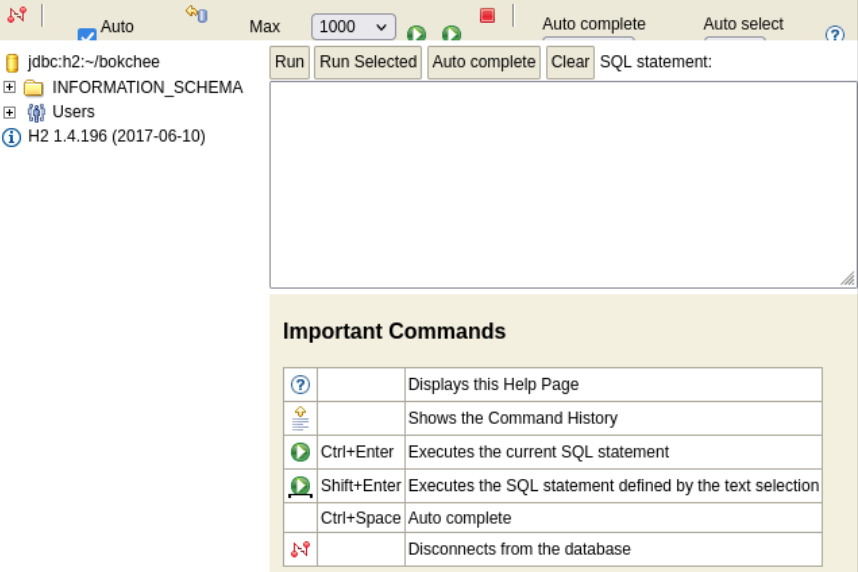 Auto Max 1000 Auto complete Auto select
jdbc:h2:~/bokchee
INFORMATION_SCHEMA
Users
H2 1.4.196 (2017-06-10)
Run Run Selected Auto complete Clear SQL statement:
Important Commands
Displays this Help Page
Shows the Command History
Ctrl+Enter Executes the current SQL statement
Shift+Enter Executes the SQL statement defined by the text selection
Ctrl+Space Auto complete
Disconnects from the database